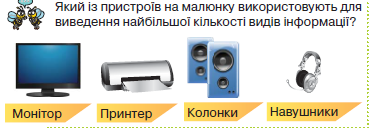 Який із пристроїв на малюнку використовують для
виведення найбільшої кількості видів інформації?
Монітор
Принтер
Колонки
Навушники